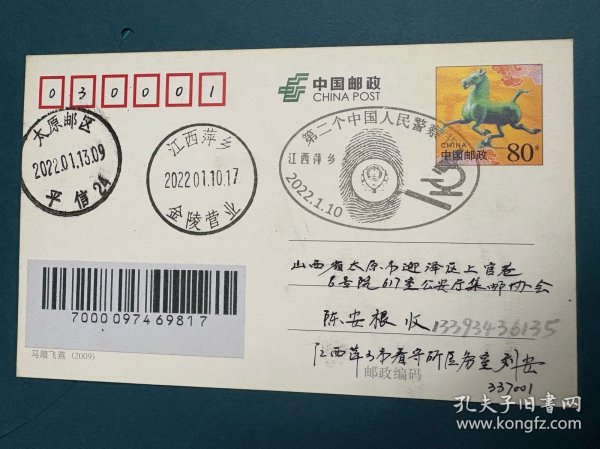 030001
中国邮政
CHINA POST
CHINA
中国邮政
80分
太原邮区
2022.01.13.09
平信24
江西萍乡
2022.01.10.17
金陵营业
第二个中国人民警察
江西萍乡
2022.1.10
山西省太原市迎泽区上官巷
8号院617室公安厅集邮协会
陈安根 收 13393436135
江西萍乡市看守所医务室 刘安
邮政编码
337001
7000097469817
马踏飞燕 (2009)
孔夫子旧书网
www.kongfz.com